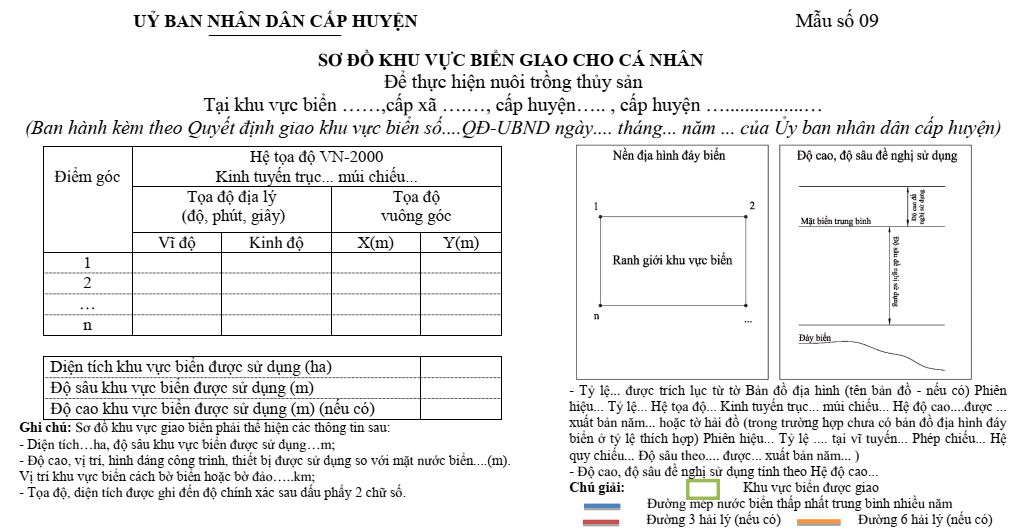 UỶ BAN NHÂN DÂN CẤP HUYỆN
Mẫu số 09
SƠ ĐỒ KHU VỰC BIỂN GIAO CHO CÁ NHÂN
Để thực hiện nuôi trồng thủy sản
Tại khu vực biển ……,cấp xã …..…, cấp huyện….. , cấp huyện ….................…
(Ban hành kèm theo Quyết định giao khu vực biển số....QĐ-UBND ngày.... tháng... năm ... của Ủy ban nhân dân cấp huyện)
Điểm góc
Hệ tọa độ VN-2000
Kinh tuyến trục... múi chiếu...
Tọa độ địa lý
(độ, phút, giây)
Tọa độ
vuông góc
Vĩ độ
Kinh độ
X(m)
Y(m)
1
2
…
n
Diện tích khu vực biển được sử dụng (ha)
Độ sâu khu vực biển được sử dụng (m)
Độ cao khu vực biển được sử dụng (m) (nếu có)
Ghi chú: Sơ đồ khu vực giao biển phải thể hiện các thông tin sau:
- Diện tích…ha, độ sâu khu vực biển được sử dụng…m;
- Độ cao, vị trí, hình dáng công trình, thiết bị được sử dụng so với mặt nước biển....(m).
Vị trí khu vực biển cách bờ biển hoặc bờ đảo…..km;
- Tọa độ, diện tích được ghi đến độ chính xác sau dấu phẩy 2 chữ số.
Nền địa hình đáy biển
1
2
Ranh giới khu vực biển
n
...
Độ cao, độ sâu đề nghị sử dụng
Độ cao đề
nghị sử dụng
Mặt biển trung bình
Độ sâu đề nghị sử dụng
Đáy biển
- Tỷ lệ... được trích lục từ tờ Bản đồ địa hình (tên bản đồ - nếu có) Phiên
hiệu... Tỷ lệ... Hệ tọa độ... Kinh tuyến trục... múi chiếu... Hệ độ cao....được ...
xuất bản năm... hoặc tờ hải đồ (trong trường hợp chưa có bản đồ địa hình đáy
biển ở tỷ lệ thích hợp) Phiên hiệu... Tỷ lệ .... tại vĩ tuyến... Phép chiếu... Hệ
quy chiếu... Độ sâu theo.... được... xuất bản năm... )
- Độ cao, độ sâu đề nghị sử dụng tính theo Hệ độ cao...
Chú giải:
Khu vực biển được giao
Đường mép nước biển thấp nhất trung bình nhiều năm
Đường 3 hải lý (nếu có)
Đường 6 hải lý (nếu có)